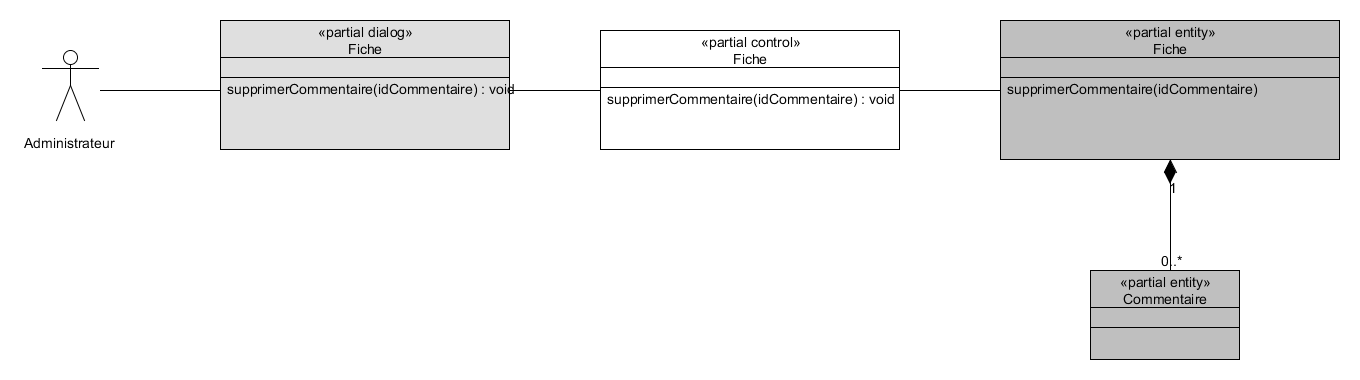 Administrateur
«partial dialog»
Fiche
supprimerCommentaire(idCommentaire) : void
«partial control»
Fiche
supprimerCommentaire(idCommentaire) : void
«partial entity»
Fiche
supprimerCommentaire(idCommentaire)
1
0..*
«partial entity»
Commentaire